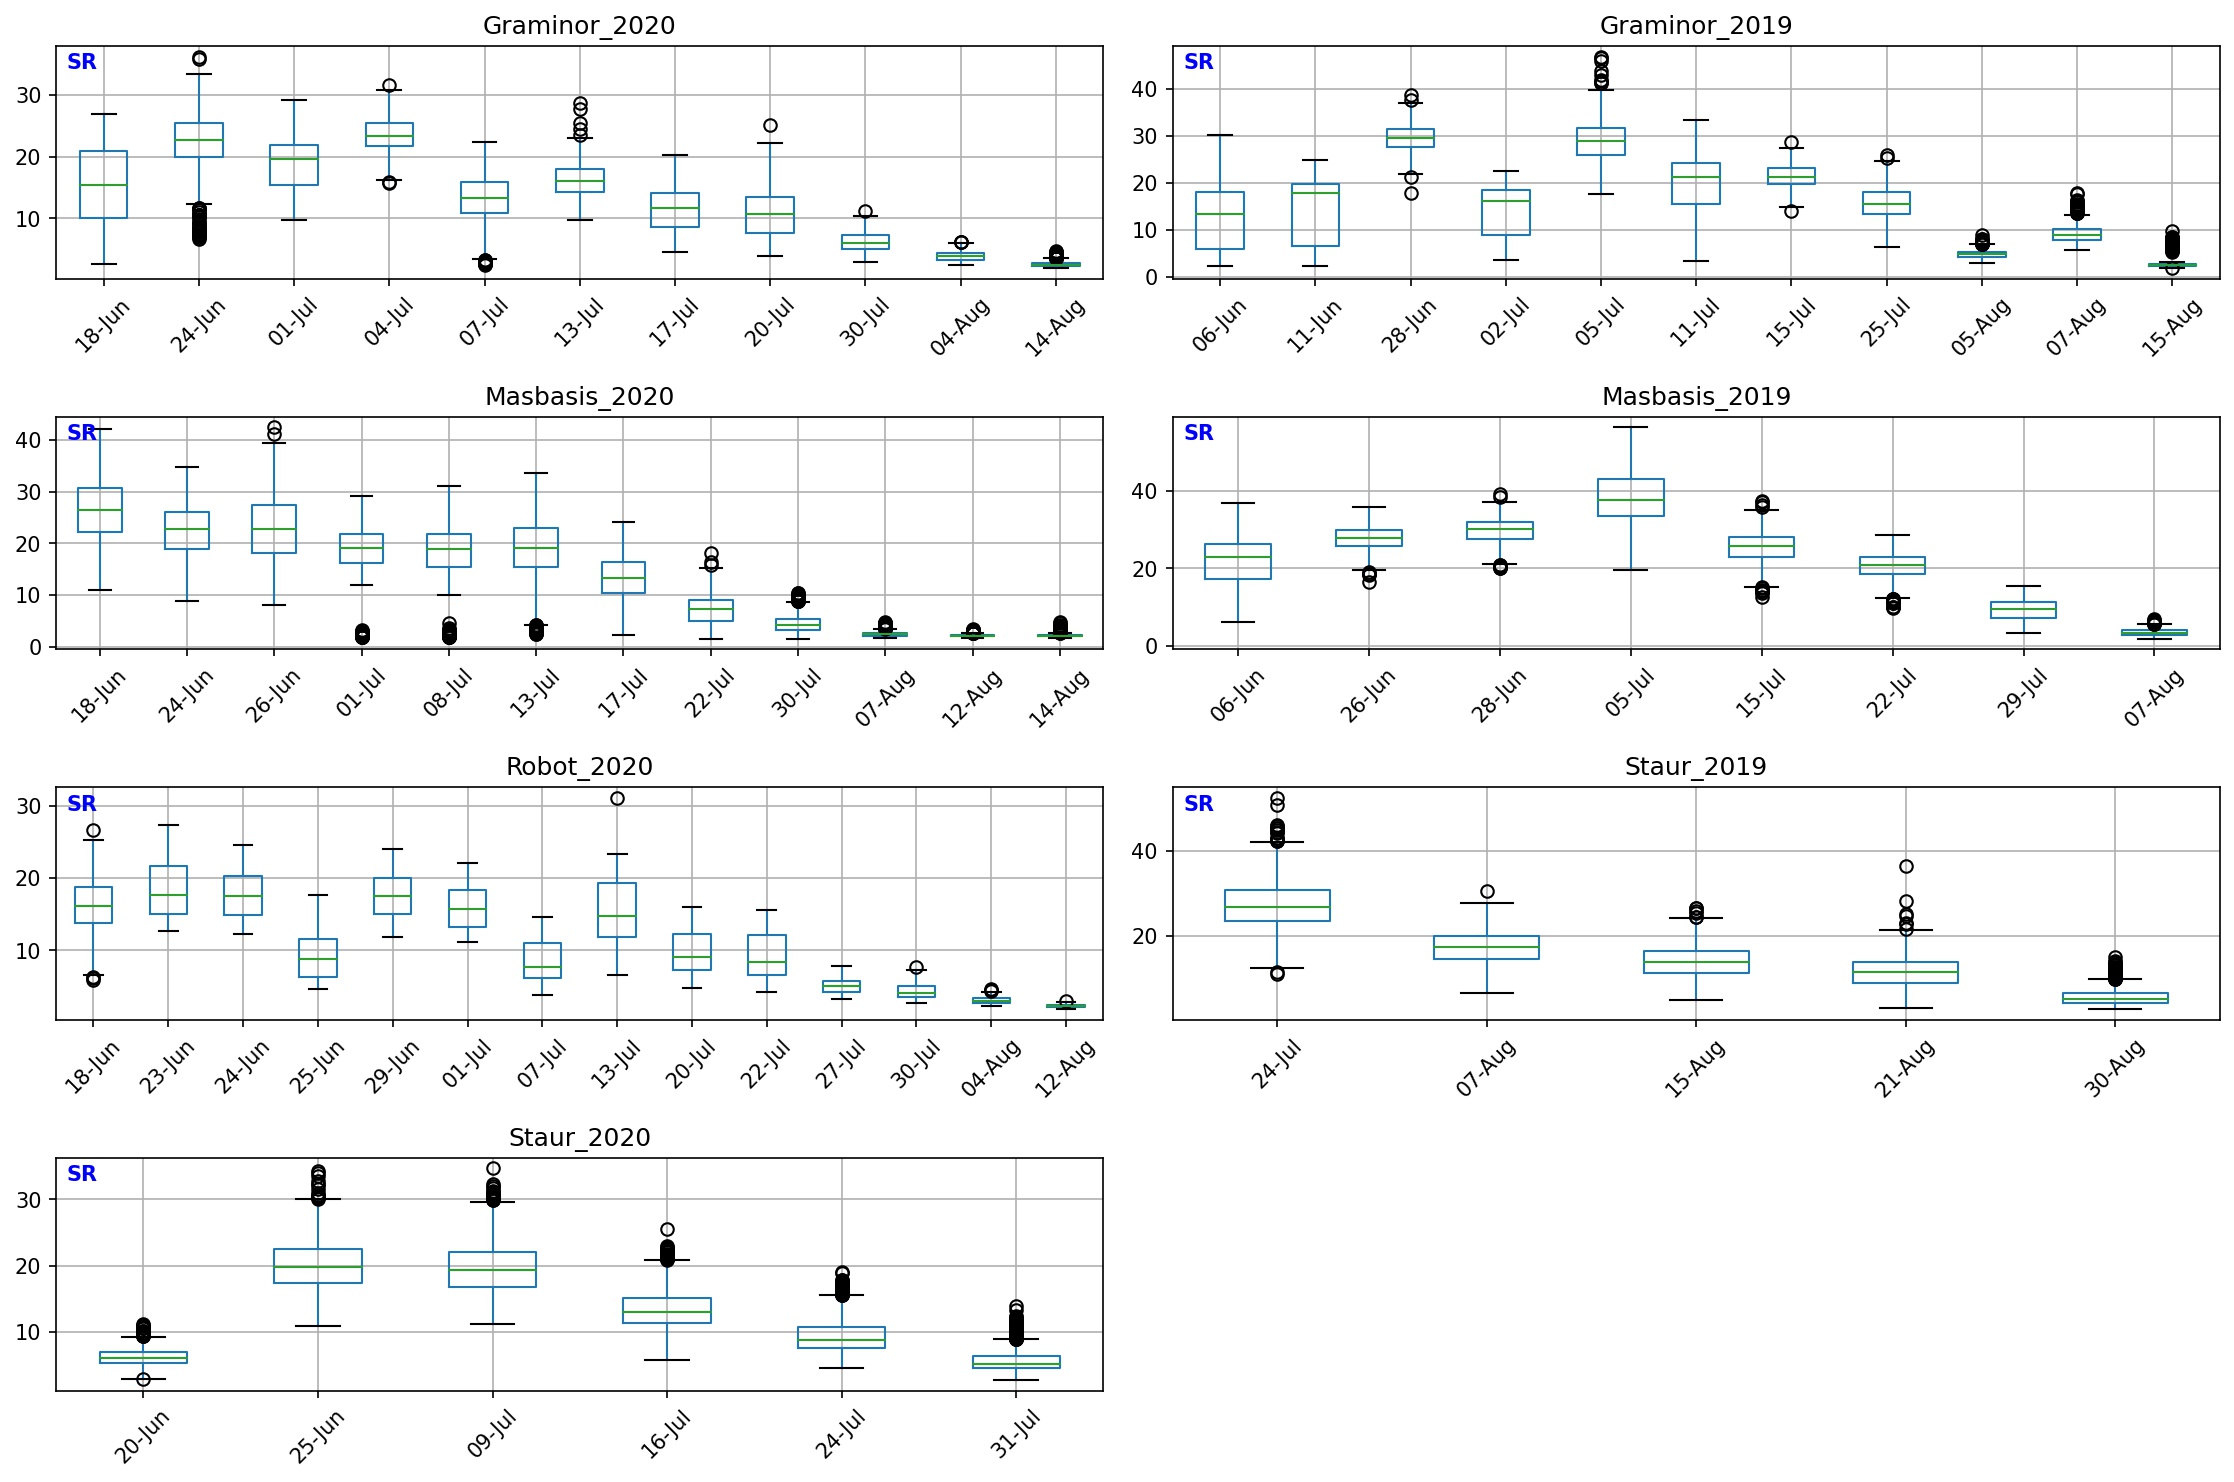 Graminor_2020
SR
30
20
10
18-Jun 24-Jun 01-Jul 04-Jul 07-Jul 13-Jul 17-Jul 20-Jul 30-Jul 04-Aug 14-Aug
Graminor_2019
SR
40
30
20
10
0
06-Jun 11-Jun 28-Jun 02-Jul 05-Jul 11-Jul 15-Jul 25-Jul 05-Aug 07-Aug 15-Aug
Masbasis_2020
SR
40
30
20
10
0
18-Jun 24-Jun 26-Jun 01-Jul 08-Jul 13-Jul 17-Jul 22-Jul 30-Jul 07-Aug 12-Aug 14-Aug
Masbasis_2019
SR
40
20
0
06-Jun 26-Jun 28-Jun 05-Jul 15-Jul 22-Jul 29-Jul 07-Aug
Robot_2020
SR
30
20
10
18-Jun 23-Jun 24-Jun 25-Jun 29-Jun 01-Jul 07-Jul 13-Jul 20-Jul 22-Jul 27-Jul 30-Jul 04-Aug 12-Aug
Staur_2019
SR
40
20
24-Jul 07-Aug 15-Aug 21-Aug 30-Aug
Staur_2020
SR
30
20
10
20-Jun 25-Jun 09-Jul 16-Jul 24-Jul 31-Jul